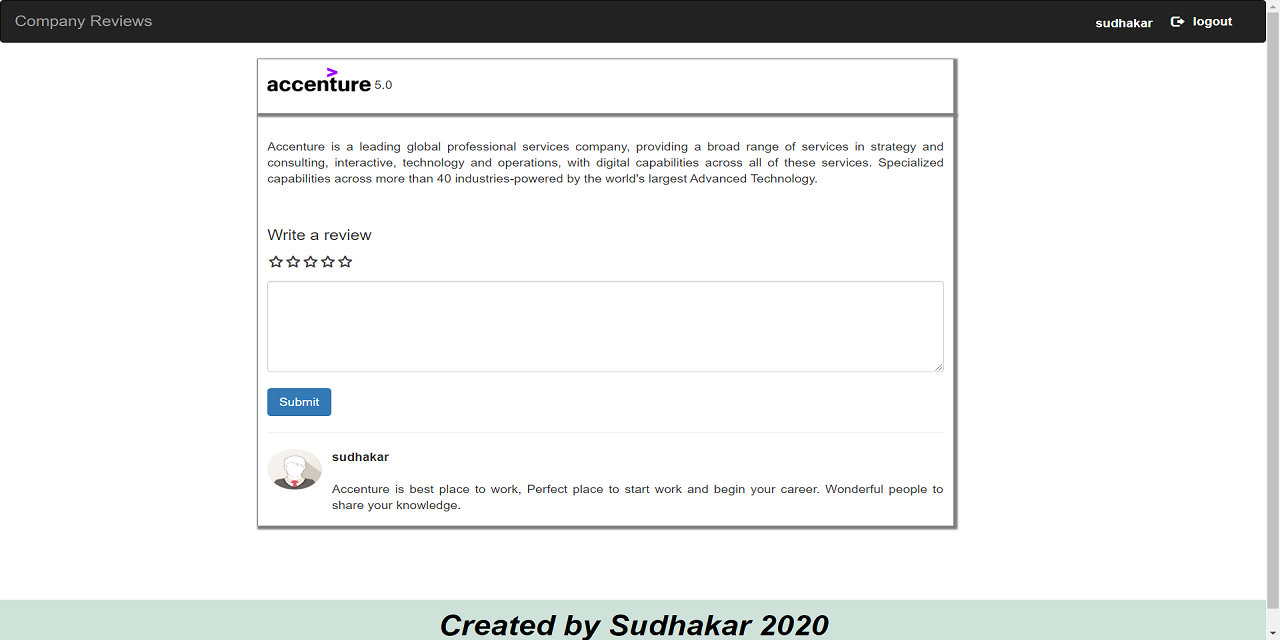 Company Reviews
sudhakar logout
accenture 5.0
Accenture is a leading global professional services company, providing a broad range of services in strategy and
consulting, interactive, technology and operations, with digital capabilities across all of these services. Specialized
capabilities across more than 40 industries-powered by the world's largest Advanced Technology.
Write a review
Submit
sudhakar
Accenture is best place to work, Perfect place to start work and begin your career. Wonderful people to
share your knowledge.
Created by Sudhakar 2020